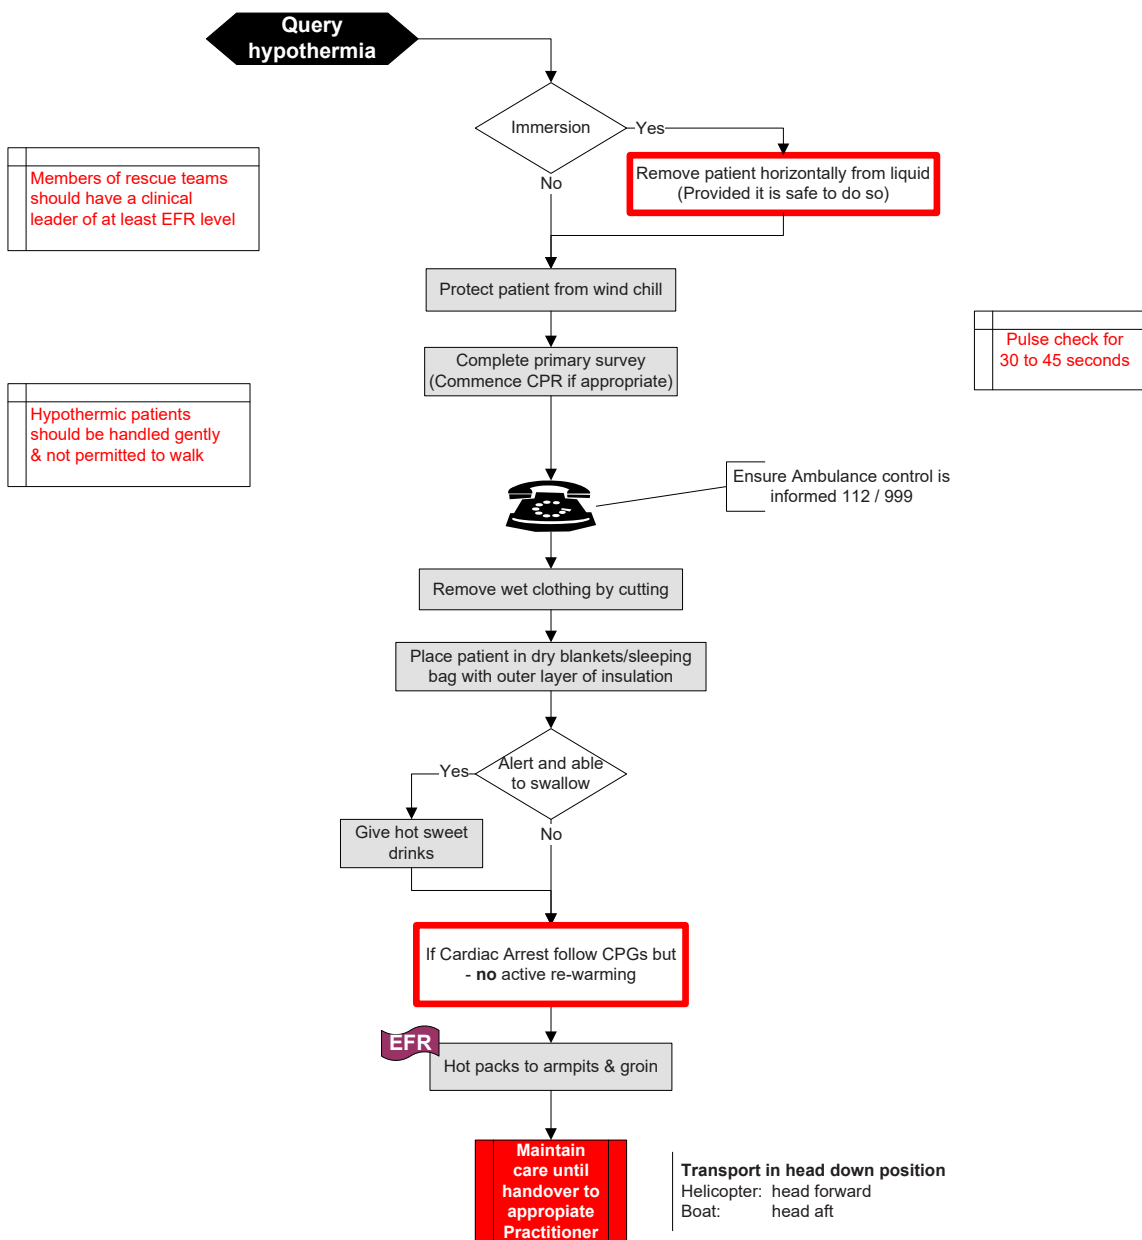 Query
hypothermia
Immersion
Yes
No
Remove patient horizontally from liquid
(Provided it is safe to do so)
Members of rescue teams
should have a clinical
leader of at least EFR level
Protect patient from wind chill
Complete primary survey
(Commence CPR if appropriate)
Pulse check for
30 to 45 seconds
Hypothermic patients
should be handled gently
& not permitted to walk
Ensure Ambulance control is
informed 112 / 999
Remove wet clothing by cutting
Place patient in dry blankets/sleeping
bag with outer layer of insulation
Alert and able
to swallow
Yes
No
Give hot sweet
drinks
If Cardiac Arrest follow CPGs but
- no active re-warming
EFR
Hot packs to armpits & groin
Maintain
care until
handover to
appropiate
Practitioner
Transport in head down position
Helicopter: head forward
Boat: head aft